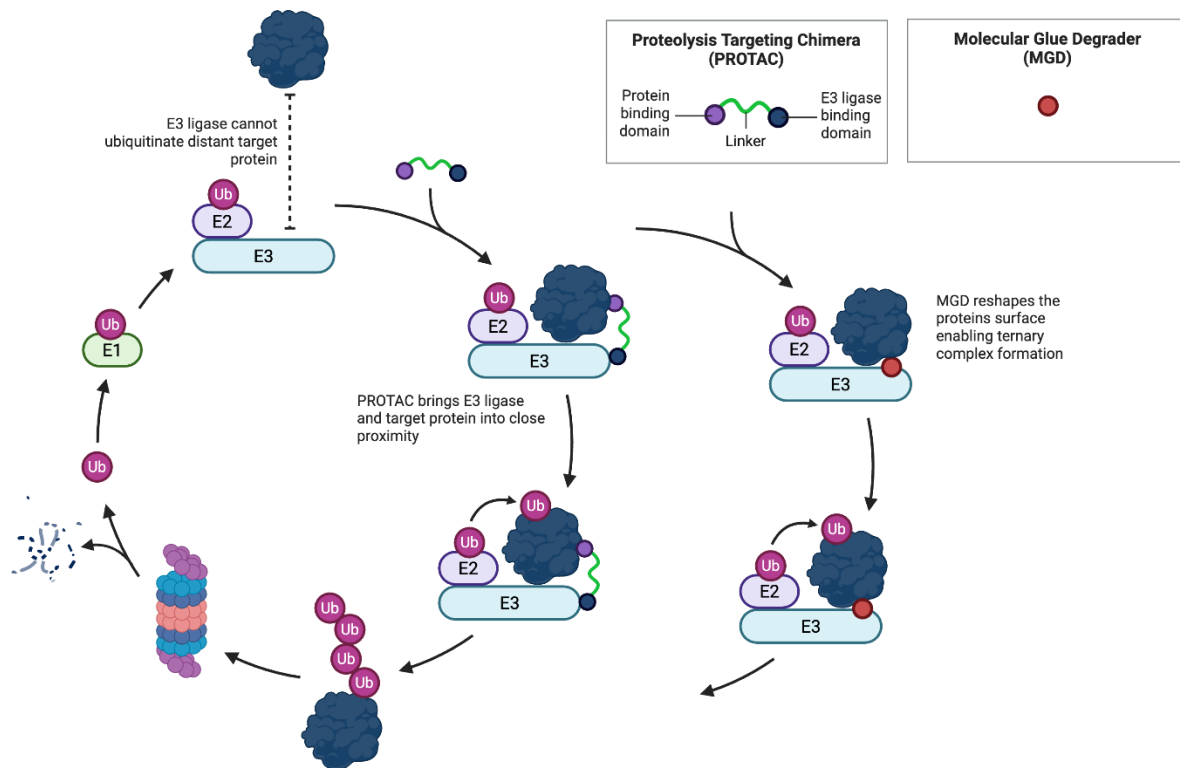 Proteolysis Targeting Chimera
(PROTAC)
Protein
binding
domain
Linker
E3 ligase
binding
domain
Molecular Glue Degrader
(MGD)
E3 ligase cannot
ubiquitinate distant target
protein
Ub
E2
E3
Ub
E1
Ub
Ub
E2
E3
PROTAC brings E3 ligase
and target protein into close
proximity
Ub
E2
E3
MGD reshapes the
proteins surface
enabling ternary
complex formation
Ub
Ub
E2
E3
Ub
Ub
E2
E3
Ub
Ub
Ub
Ub